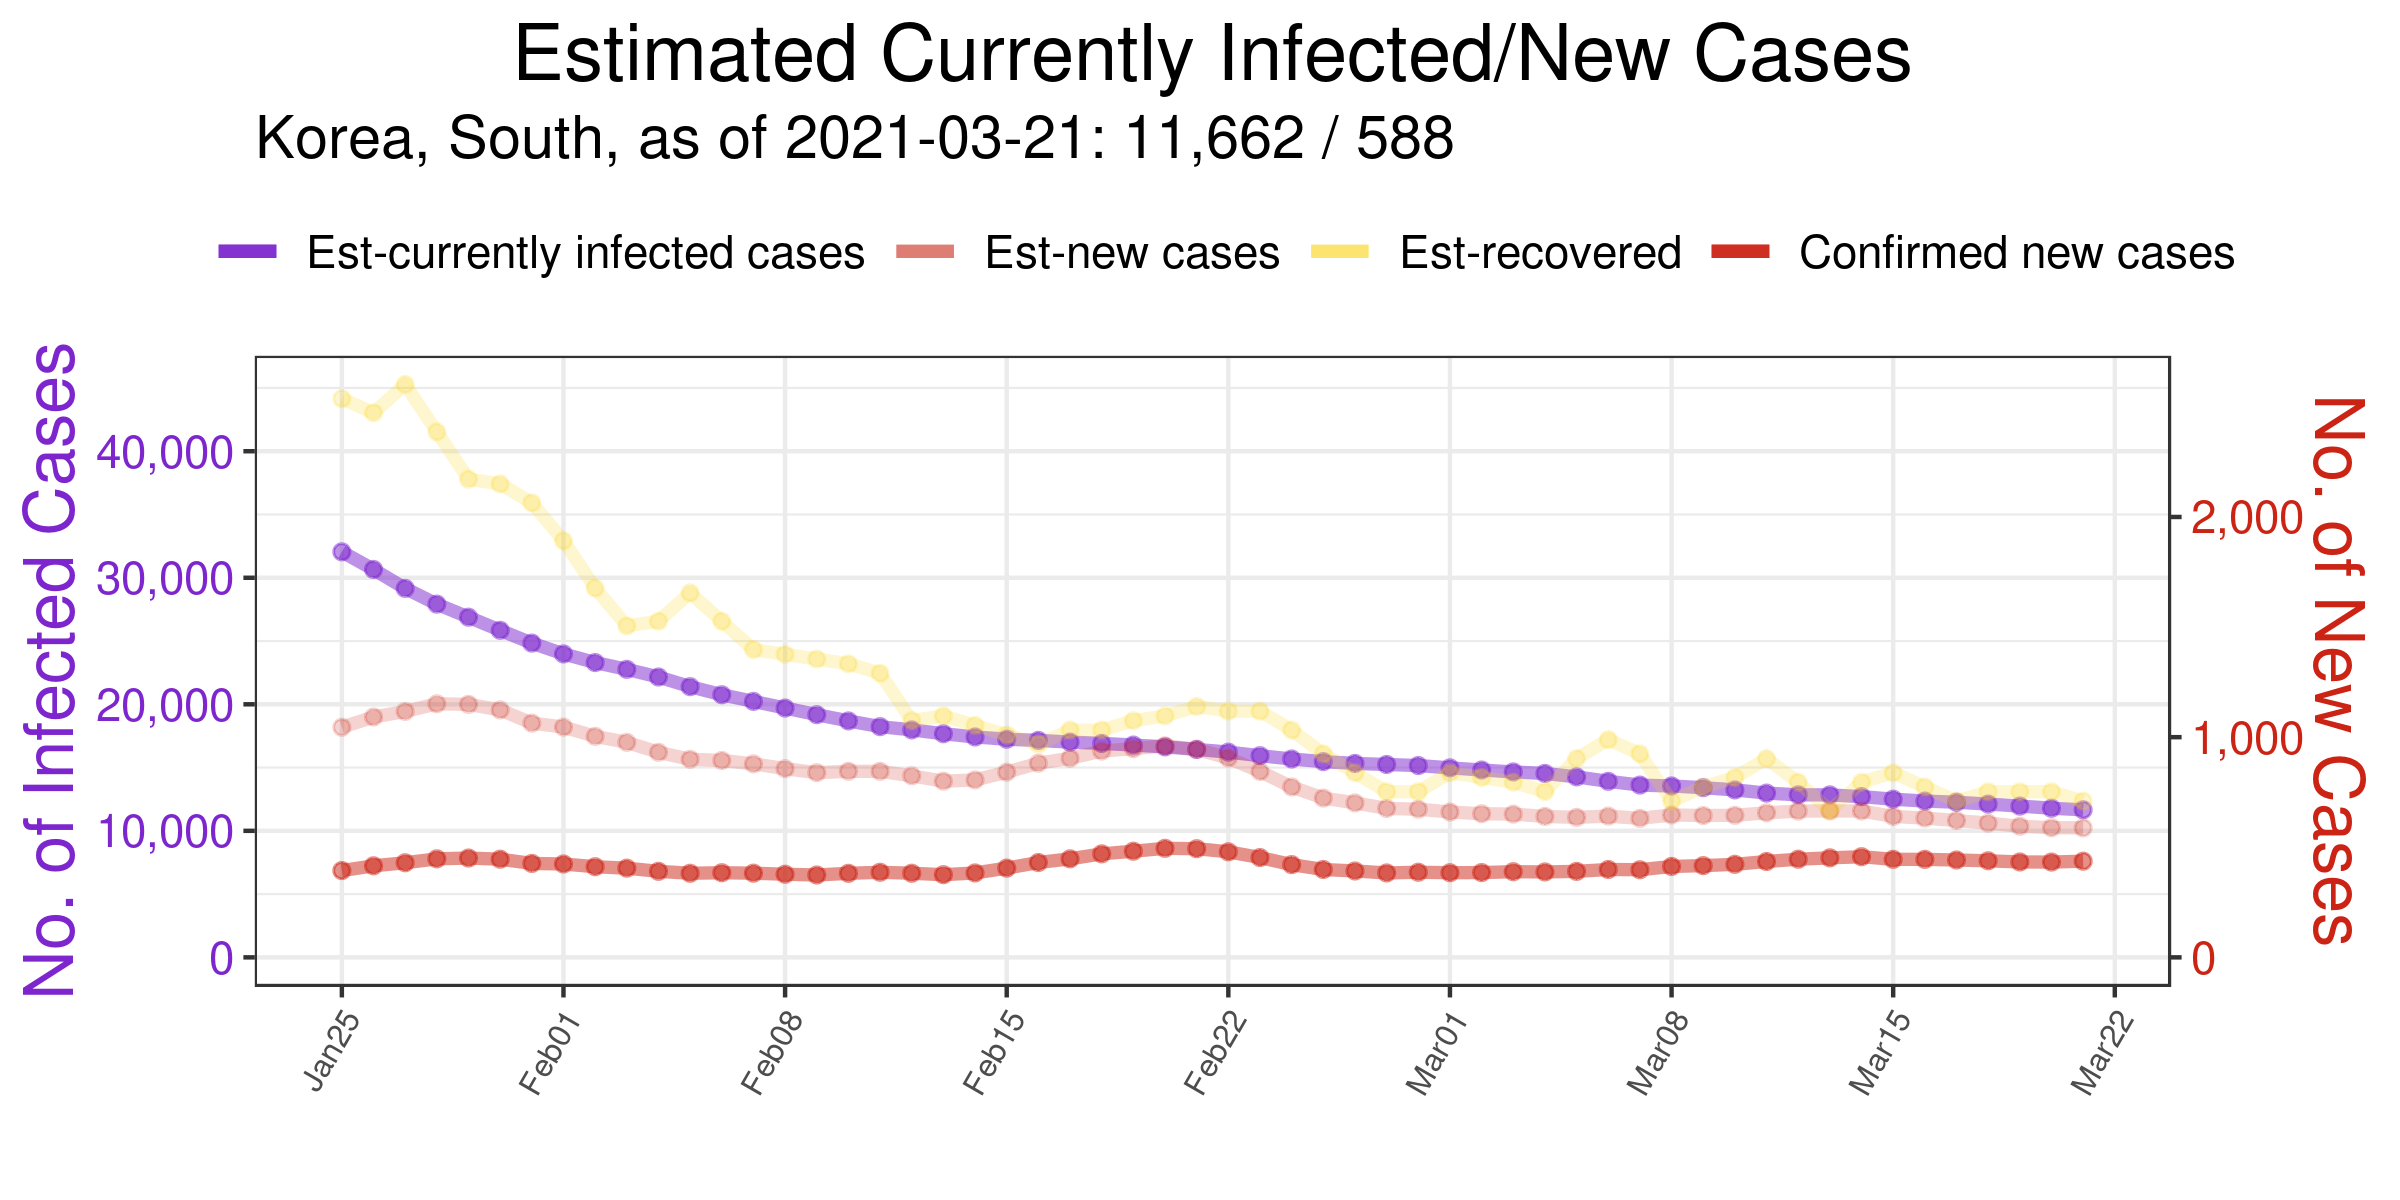 Estimated Currently Infected/New Cases
Korea, South, as of 2021-03-21: 11,662 / 588
Est-currently infected cases Est-new cases Est-recovered Confirmed new cases
No. of Infected Cases
40,000
30,000
20,000
10,000
0
2,000
1,000
0
No. of New Cases
Jan25 Feb01 Feb08 Feb15 Feb22 Mar01 Mar08 Mar15 Mar22